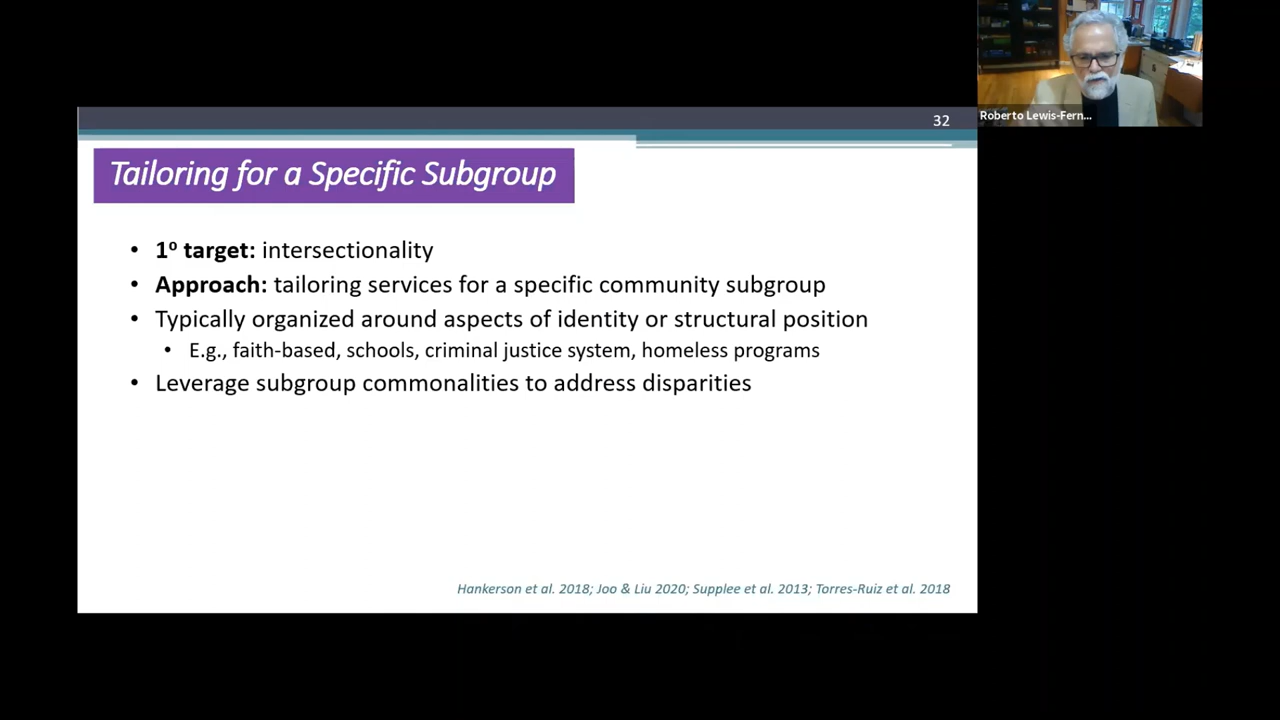 Roberto Lewis-Fern...
32
Tailoring for a Specific Subgroup
• 1º target: intersectionality
• Approach: tailoring services for a specific community subgroup
• Typically organized around aspects of identity or structural position
• E.g., faith-based, schools, criminal justice system, homeless programs
• Leverage subgroup commonalities to address disparities
Hankerson et al. 2018; Joo & Liu 2020; Supplee et al. 2013; Torres-Ruiz et al. 2018